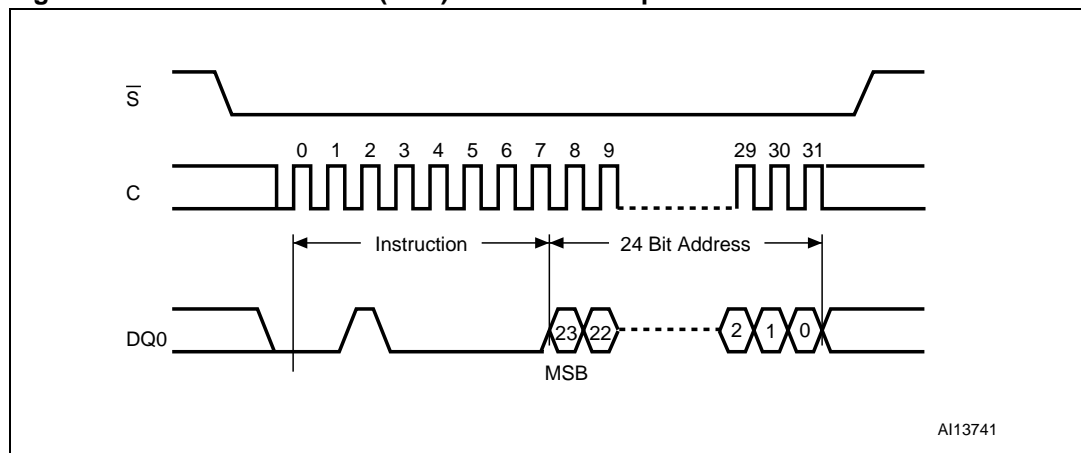 S
0 1 2 3 4 5 6 7 8 9 29 30 31
C
Instruction 24 Bit Address
DQ0 23 22 2 1 0
MSB
AI13741